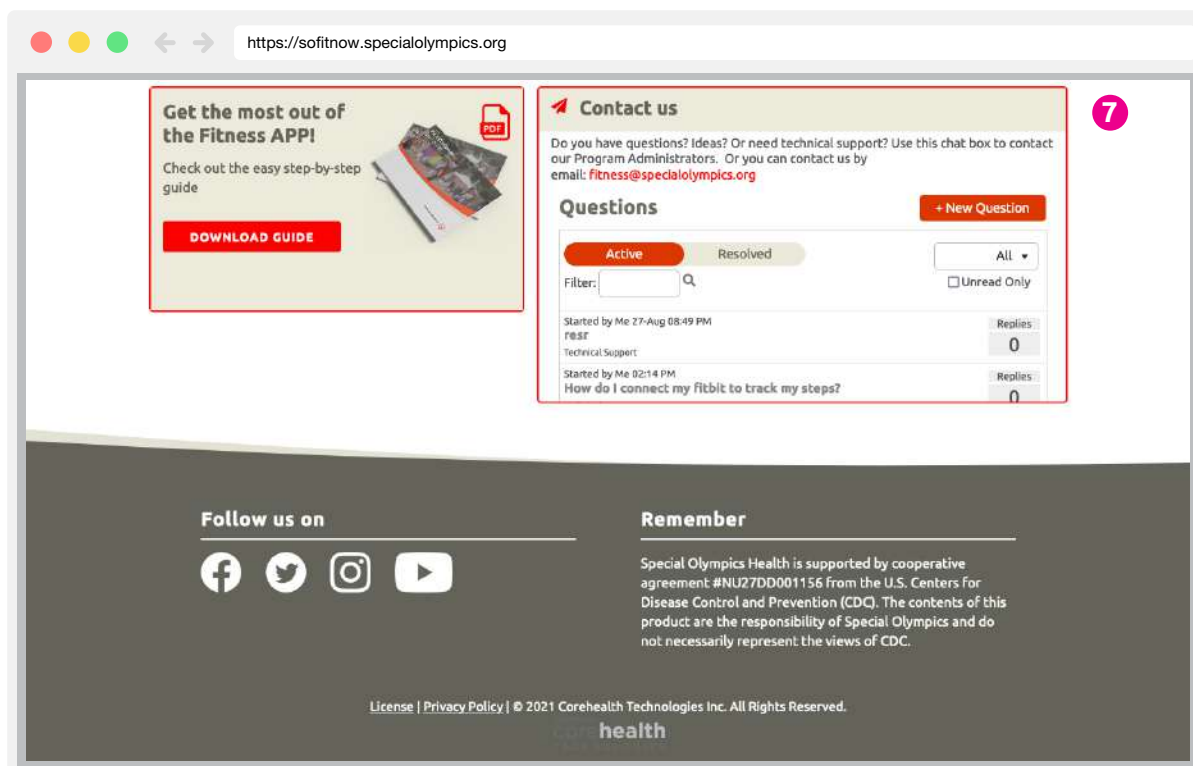 https://sofitnow.specialolympics.org
Get the most out of
the Fitness APP!
Check out the easy step-by-step
guide
PDF
DOWNLOAD GUIDE
Contact us
7
Do you have questions? Ideas? Or need technical support? Use this chat box to contact
our Program Administrators. Or you can contact us by
email: fitness@specialolympics.org
Questions
+ New Question
Active
Resolved
All
Filter:
Unread Only
Started by Me 27-Aug 08:49 PM
resr
Technical Support
Replies
0
Started by Me 02:14 PM
How do I connect my fitbit to track my steps?
Replies
0
Follow us on
Remember
Special Olympics Health is supported by cooperative
agreement #NU27DD001156 from the U.S. Centers for
Disease Control and Prevention (CDC). The contents of this
product are the responsibility of Special Olympics and do
not necessarily represent the views of CDC.
License | Privacy Policy | © 2021 Corehealth Technologies Inc. All Rights Reserved.
corehealth